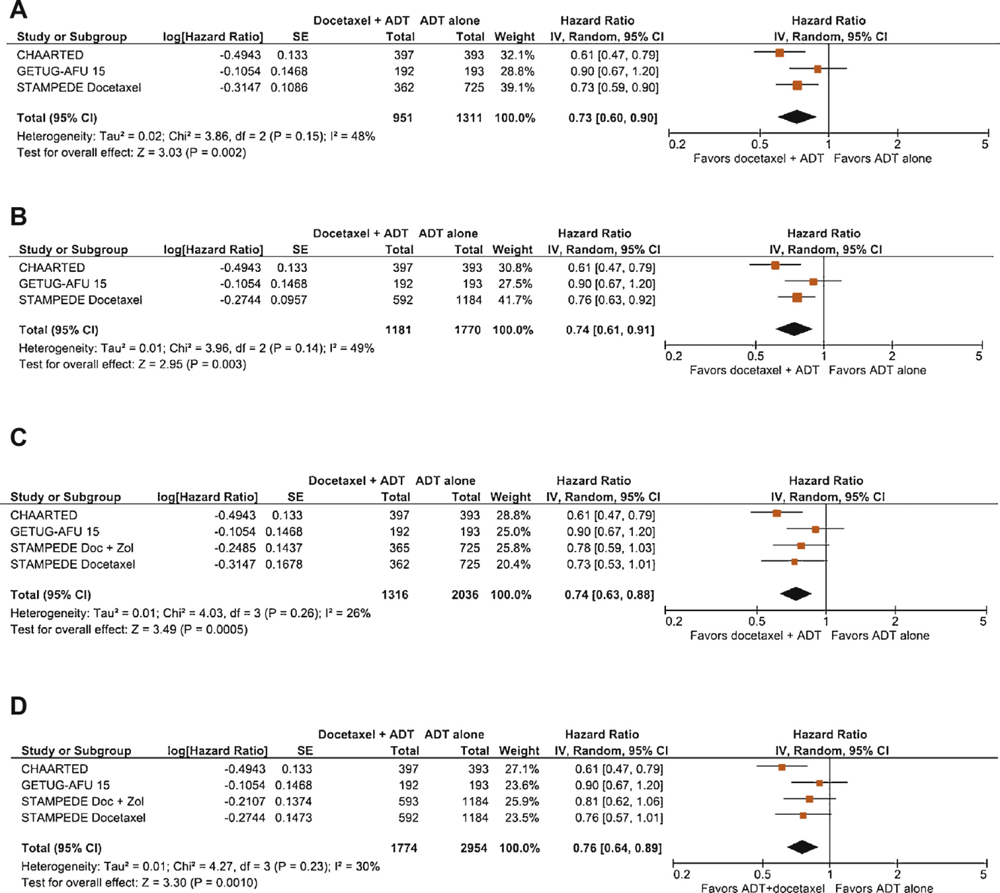 A
Docetaxel + ADT ADT alone Hazard Ratio Hazard Ratio
Study or Subgroup log[Hazard Ratio] SE Total Total Weight IV, Random, 95% CI IV, Random, 95% CI
CHAARTED -0.4943 0.133 397 393 32.1% 0.61 [0.47, 0.79]
GETUG-AFU 15 -0.1054 0.1468 192 193 28.8% 0.90 [0.67, 1.20]
STAMPEDE Docetaxel -0.3147 0.1086 362 725 39.1% 0.73 [0.59, 0.90]
Total (95% CI) 951 1311 100.0% 0.73 [0.60, 0.90]
Heterogeneity: Tau² = 0.02; Chi² = 3.86, df = 2 (P = 0.15); I² = 48%
Test for overall effect: Z = 3.03 (P = 0.002)
0.2 0.5 1 2 5
Favors docetaxel + ADT Favors ADT alone
B
Docetaxel + ADT ADT alone Hazard Ratio Hazard Ratio
Study or Subgroup log[Hazard Ratio] SE Total Total Weight IV, Random, 95% CI IV, Random, 95% CI
CHAARTED -0.4943 0.133 397 393 30.8% 0.61 [0.47, 0.79]
GETUG-AFU 15 -0.1054 0.1468 192 193 27.5% 0.90 [0.67, 1.20]
STAMPEDE Docetaxel -0.2744 0.0957 592 1184 41.7% 0.76 [0.63, 0.92]
Total (95% CI) 1181 1770 100.0% 0.74 [0.61, 0.91]
Heterogeneity: Tau² = 0.01; Chi² = 3.96, df = 2 (P = 0.14); I² = 49%
Test for overall effect: Z = 2.95 (P = 0.003)
0.2 0.5 1 2 5
Favors docetaxel + ADT Favors ADT alone
C
Docetaxel + ADT ADT alone Hazard Ratio Hazard Ratio
Study or Subgroup log[Hazard Ratio] SE Total Total Weight IV, Random, 95% CI IV, Random, 95% CI
CHAARTED -0.4943 0.133 397 393 28.8% 0.61 [0.47, 0.79]
GETUG-AFU 15 -0.1054 0.1468 192 193 25.0% 0.90 [0.67, 1.20]
STAMPEDE Doc + Zol -0.2485 0.1437 365 725 25.8% 0.78 [0.59, 1.03]
STAMPEDE Docetaxel -0.3147 0.1678 362 725 20.4% 0.73 [0.53, 1.01]
Total (95% CI) 1316 2036 100.0% 0.74 [0.63, 0.88]
Heterogeneity: Tau² = 0.01; Chi² = 4.03, df = 3 (P = 0.26); I² = 26%
Test for overall effect: Z = 3.49 (P = 0.0005)
0.2 0.5 1 2 5
Favors docetaxel + ADT Favors ADT alone
D
Docetaxel + ADT ADT alone Hazard Ratio Hazard Ratio
Study or Subgroup log[Hazard Ratio] SE Total Total Weight IV, Random, 95% CI IV, Random, 95% CI
CHAARTED -0.4943 0.133 397 393 27.1% 0.61 [0.47, 0.79]
GETUG-AFU 15 -0.1054 0.1468 192 193 23.6% 0.90 [0.67, 1.20]
STAMPEDE Doc + Zol -0.2107 0.1374 593 1184 25.9% 0.81 [0.62, 1.06]
STAMPEDE Docetaxel -0.2744 0.1473 592 1184 23.5% 0.76 [0.57, 1.01]
Total (95% CI) 1774 2954 100.0% 0.76 [0.64, 0.89]
Heterogeneity: Tau² = 0.01; Chi² = 4.27, df = 3 (P = 0.23); I² = 30%
Test for overall effect: Z = 3.30 (P = 0.0010)
0.2 0.5 1 2 5
Favors ADT+docetaxel Favors ADT alone